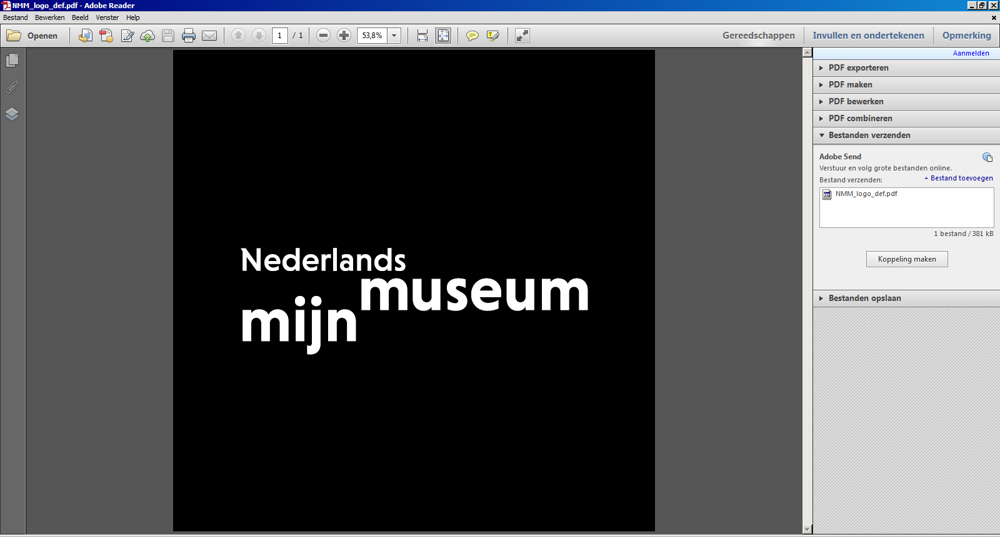 NMM_logo_def.pdf - Adobe Reader
Bestand Bewerken Beeld Venster Help
Openen 1 / 1 53,8% Gereedschappen Invullen en ondertekenen Opmerking
Aanmelden
PDF exporteren
PDF maken
PDF bewerken
PDF combineren
Bestanden verzenden
Adobe Send
Verstuur en volg grote bestanden online.
Bestand verzenden: + Bestand toevoegen
NMM_logo_def.pdf
1 bestand / 381 kB
Koppeling maken
Bestanden opslaan
Nederlands
museum
mijn